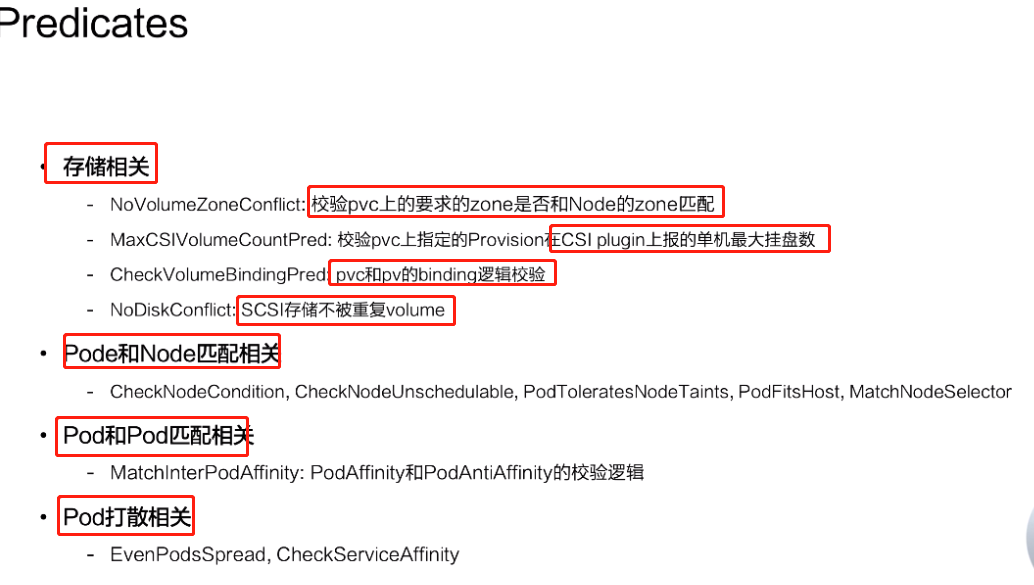 Predicates
• 存储相关
- NoVolumeZoneConflict: 校验pvc上的要求的zone是否和Node的zone匹配
- MaxCSIVolumeCountPred: 校验pvc上指定的Provision在CSI plugin上报的单机最大挂盘数
- CheckVolumeBindingPred: pvc和pv的binding逻辑校验
- NoDiskConflict: SCSI存储不被重复volume
• Pode和Node匹配相关
- CheckNodeCondition, CheckNodeUnschedulable, PodToleratesNodeTaints, PodFitsHost, MatchNodeSelector
• Pod和Pod匹配相关
- MatchInterPodAffinity: PodAffinity和PodAntiAffinity的校验逻辑
• Pod打散相关
- EvenPodsSpread, CheckServiceAffinity